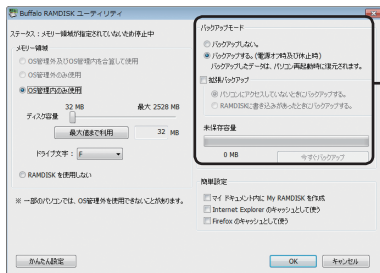 Buffalo RAMDISK ユーティリティ
ステータス：メモリー領域が指定されていないため停止中
メモリー領域
OS管理外及びOS管理内を合算して使用
OS管理外のみ使用
OS管理内のみ使用
32 MB
最大 2528 MB
ディスク容量
最大値まで利用
32 MB
ドライブ文字：F
RAMDISK を使用しない
※ 一部のパソコンでは、OS管理外を使用できないことがあります。
かんたん設定
バックアップモード
バックアップしない。
バックアップする。(電源オフ時及び休止時)
バックアップしたデータは、パソコン再起動時に復元されます。
拡張バックアップ
パソコンにアクセスしていないときにバックアップする。
RAMDISKに書き込みがあったときにバックアップする。
未保存容量
0 MB
今すぐバックアップ
簡単設定
マイ ドキュメント内に My RAMDISK を作成
Internet Explorer のキャッシュとして使う
Firefox のキャッシュとして使う
OK
キャンセル